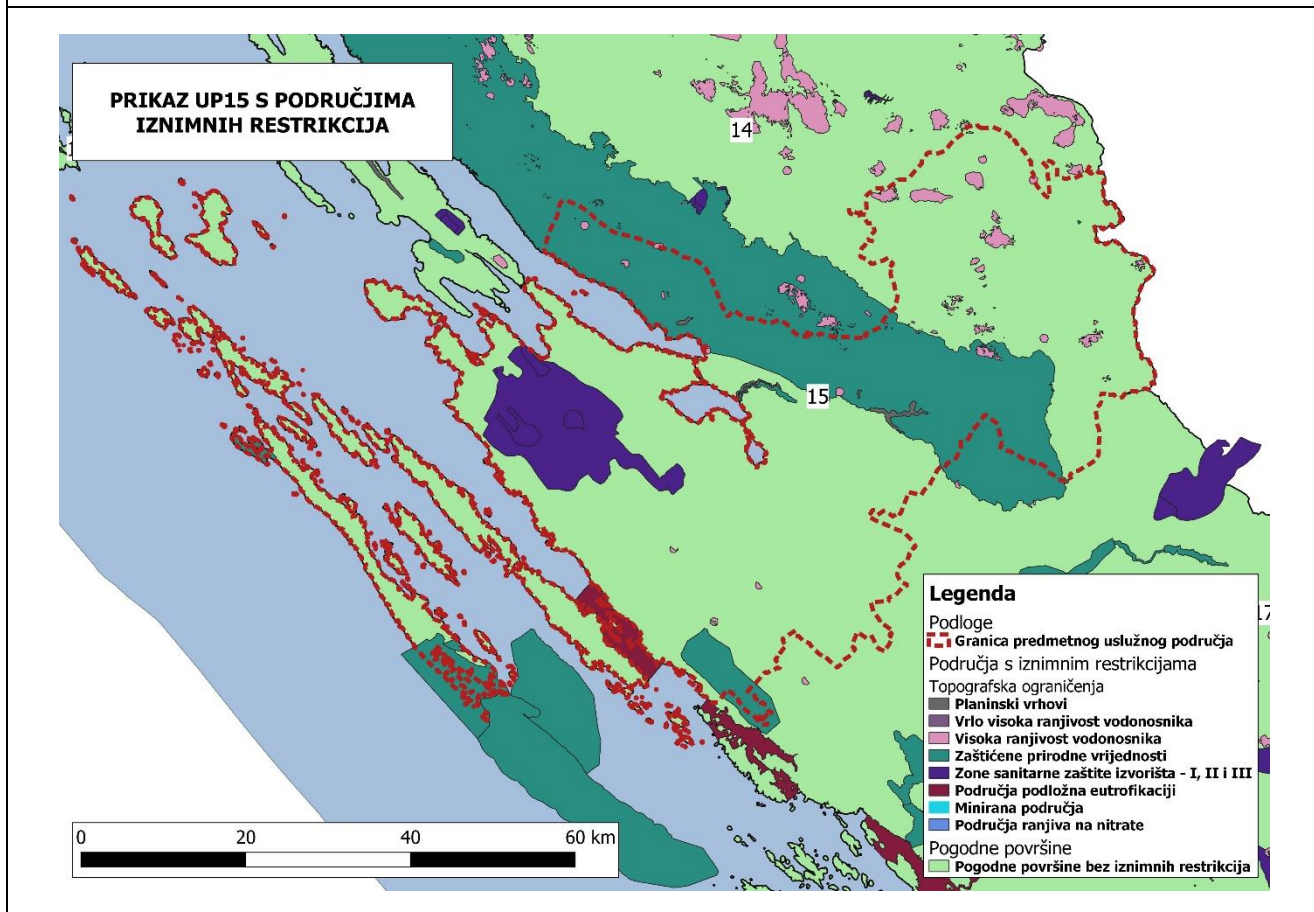 PRIKAZ UP15 S PODRUČJIMA
IZNIMNIH RESTRIKCIJA
14
15
17
Legenda
Podloge
Granica predmetnog uslužnog područja
Područja s iznimnim restrikcijama
Topografska ograničenja
Planinski vrhovi
Vrlo visoka ranjivost vodonosnika
Visoka ranjivost vodonosnika
Zaštićene prirodne vrijednosti
Zone sanitarne zaštite izvorišta - I, II i III
Područja podložna eutrofikaciji
Minirana područja
Područja ranjiva na nitrate
Pogodne površine
Pogodne površine bez iznimnih restrikcija
0 20 40 60 km